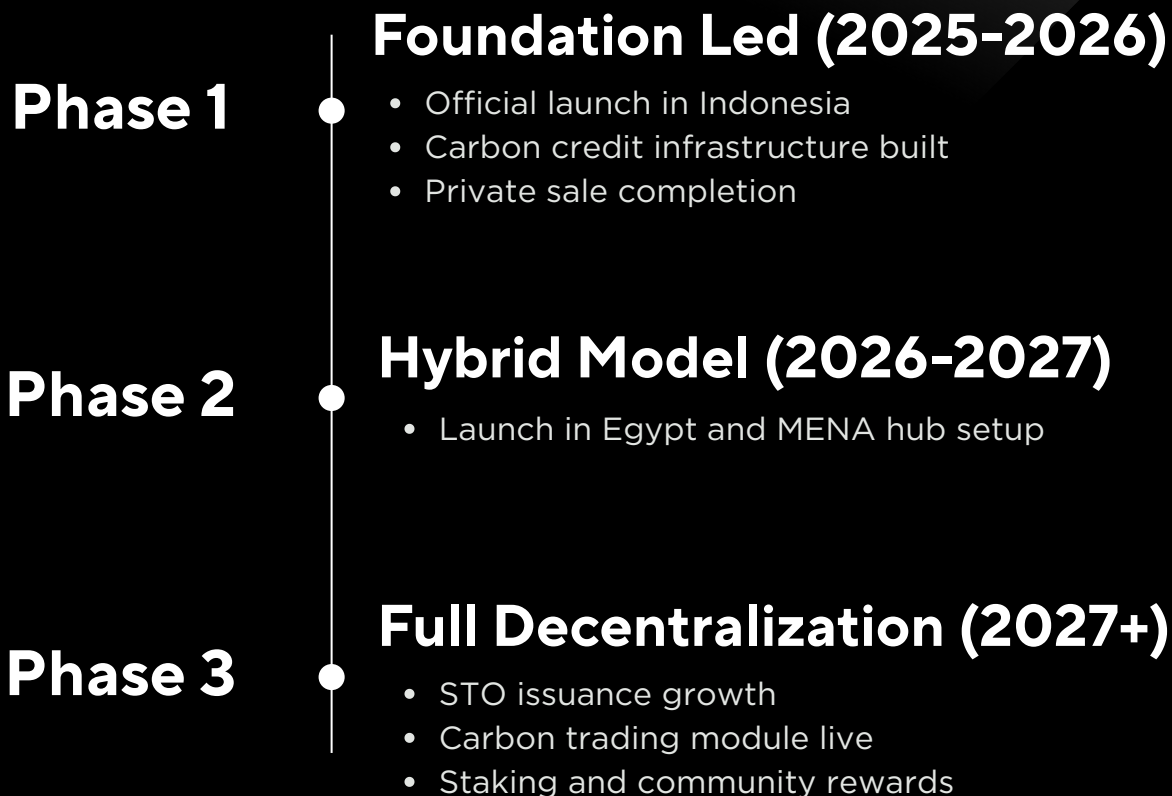 Phase 1
Foundation Led (2025-2026)
• Official launch in Indonesia
• Carbon credit infrastructure built
• Private sale completion
Phase 2
Hybrid Model (2026-2027)
• Launch in Egypt and MENA hub setup
Phase 3
Full Decentralization (2027+)
• STO issuance growth
• Carbon trading module live
• Staking and community rewards